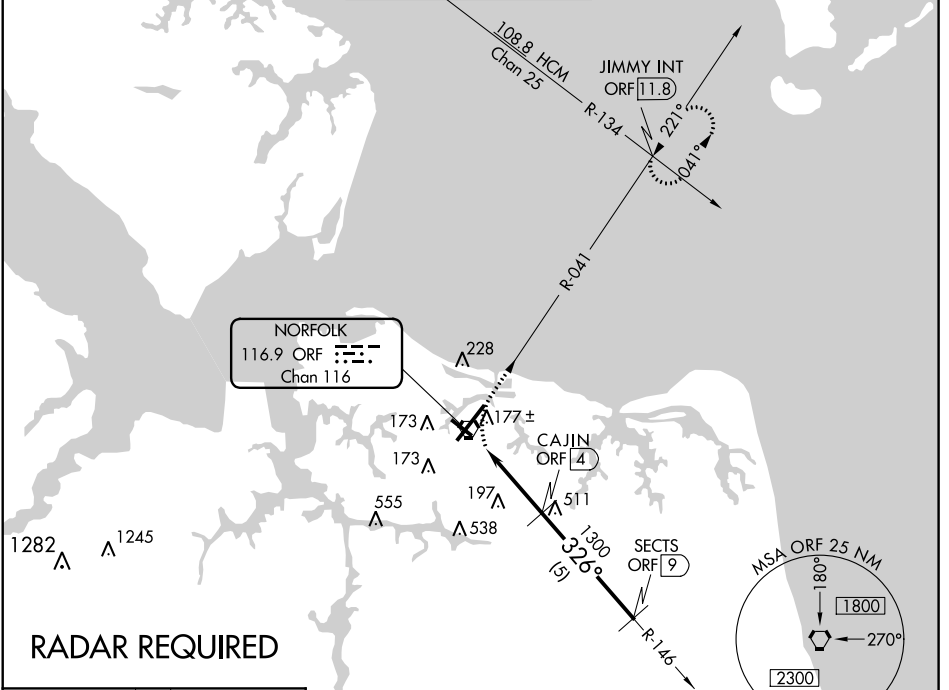 108.8 HCM
Chan 25
R-134
JIMMY INT
ORF 11.8
221°
041°
R-041
NORFOLK
116.9 ORF
Chan 116
228
177 ±
173
173
CAJIN
ORF 4
197
511
555
538
1282
1245
1300
326°
(5)
SECTS
ORF 9
R-146
MSA ORF 25 NM
180°
1800
270°
2300
RADAR REQUIRED